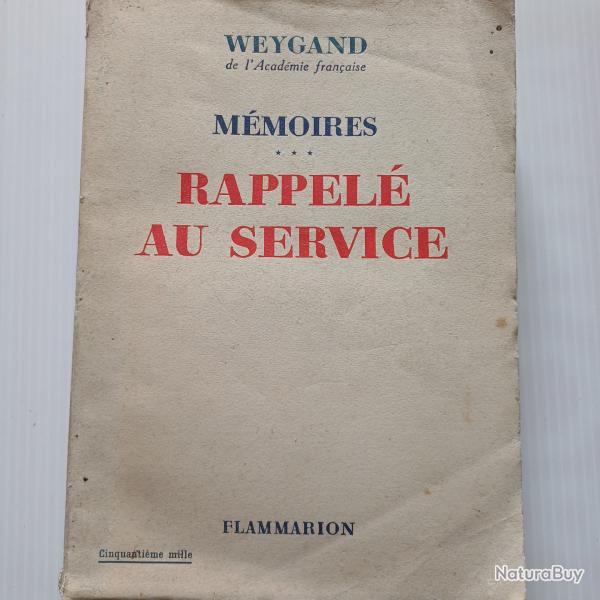 WEYGAND
de l'Académie française
MÉMOIRES
* * *
RAPPELÉ
AU SERVICE
FLAMMARION
Cinquantième mille
NaturaBuy